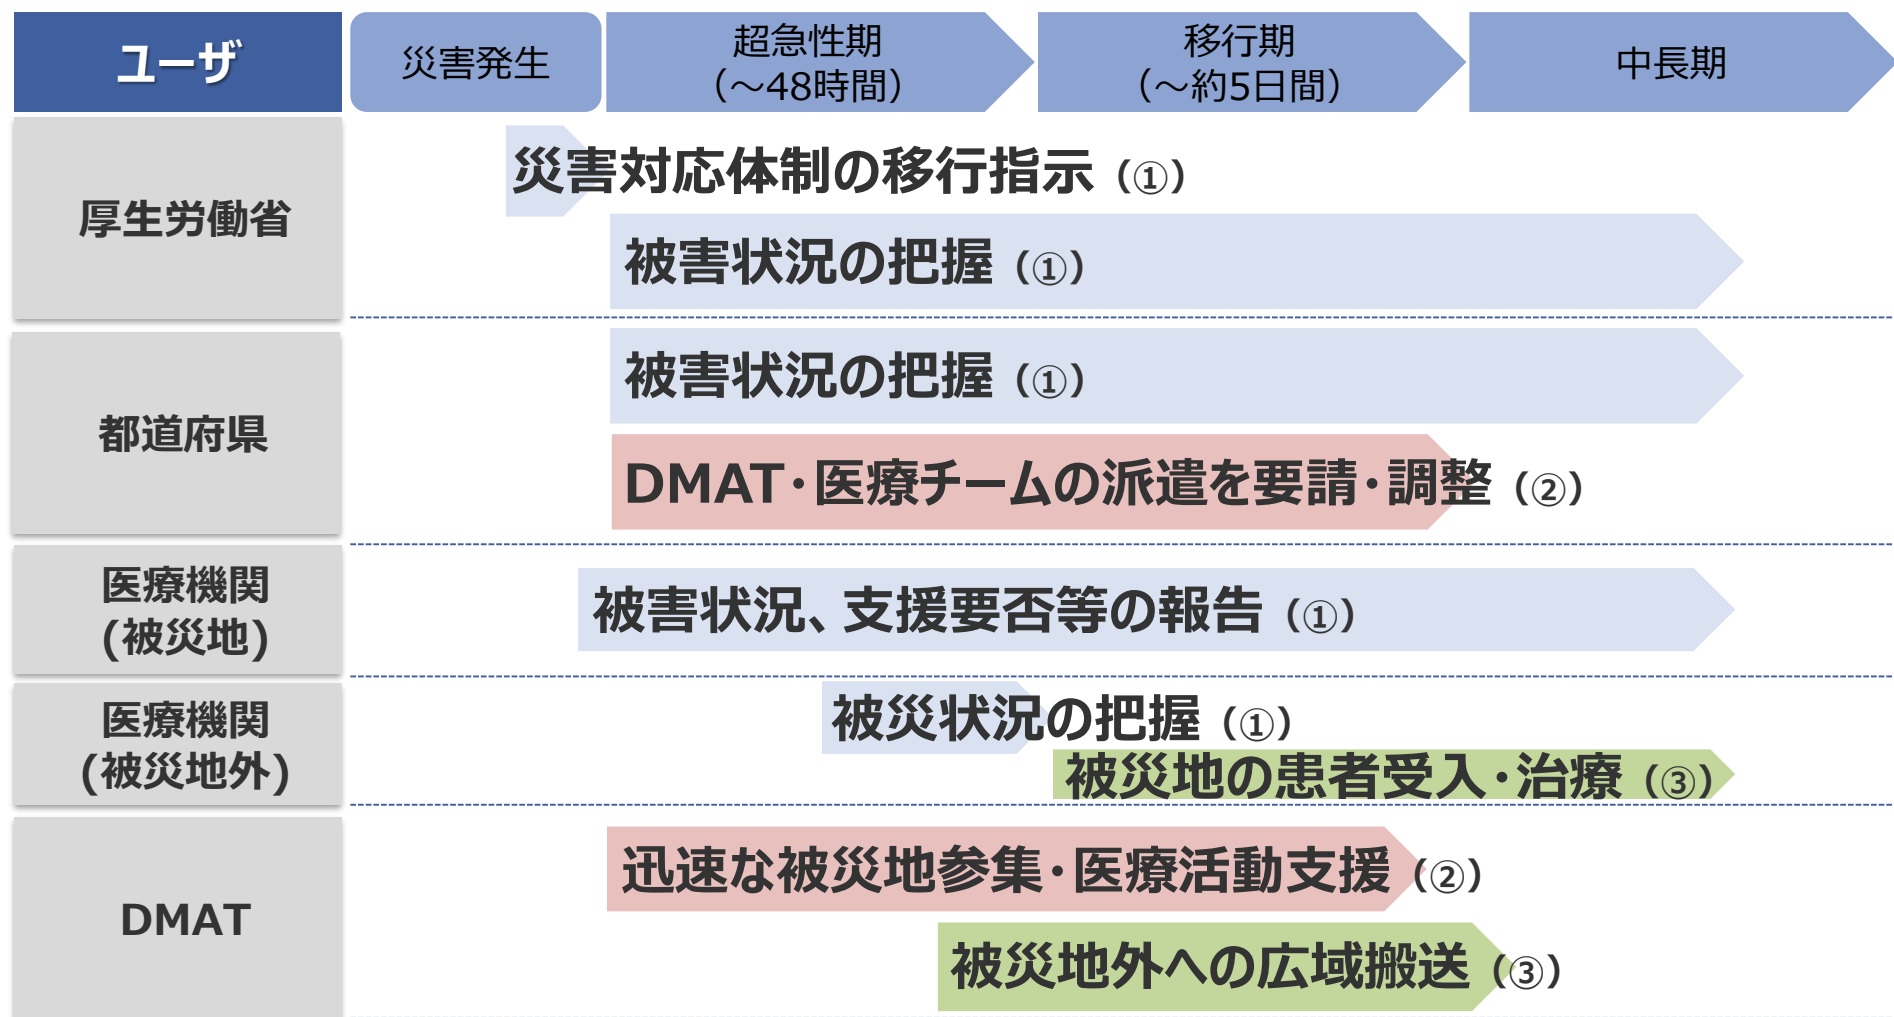 ユーザ
災害発生
超急性期
（～48時間）
移行期
（～約5日間）
中長期
厚生労働省
災害対応体制の移行指示（①）
被害状況の把握（①）
都道府県
被害状況の把握（①）
DMAT・医療チームの派遣を要請・調整（②）
医療機関
(被災地)
被害状況、支援要否等の報告（①）
医療機関
(被災地外)
被災状況の把握（①）
被災地の患者受入・治療（③）
DMAT
迅速な被災地参集・医療活動支援（②）
被災地外への広域搬送（③）